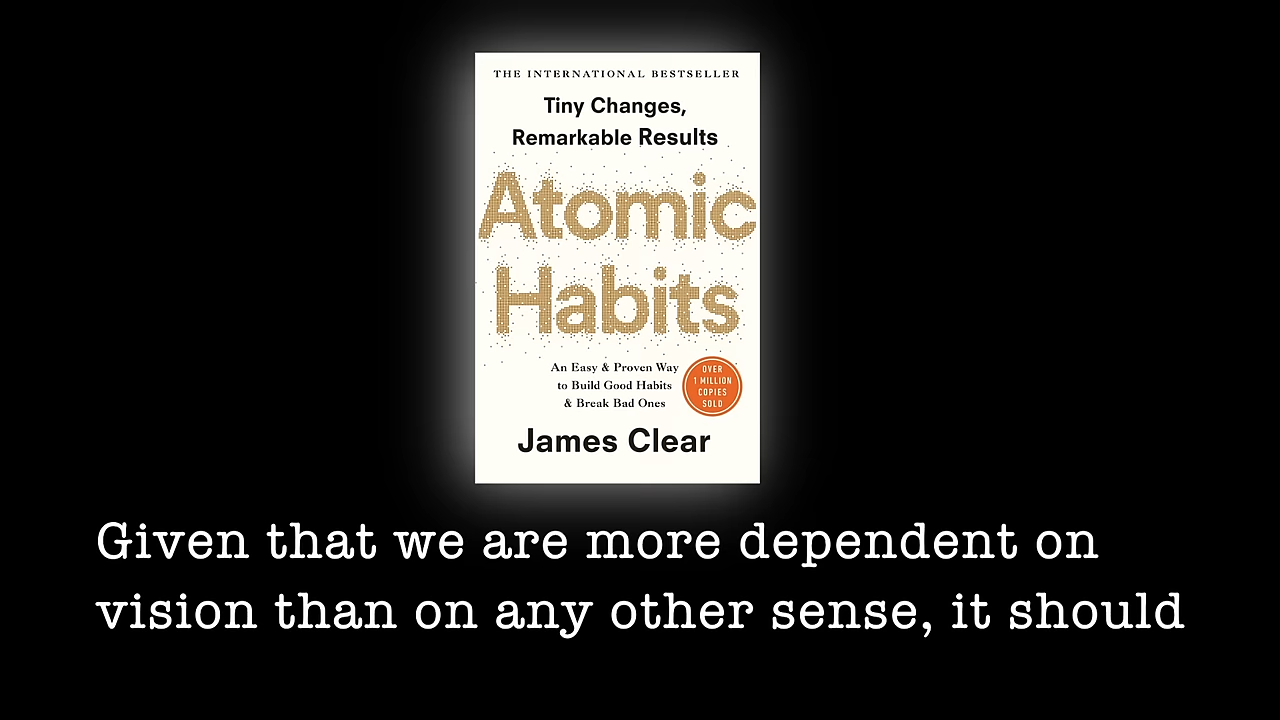 THE INTERNATIONAL BESTSELLER
Tiny Changes,
Remarkable Results
Atomic
Habits
An Easy & Proven Way
to Build Good Habits
& Break Bad Ones
OVER
1 MILLION
COPIES
SOLD
James Clear
Given that we are more dependent on
vision than on any other sense, it should